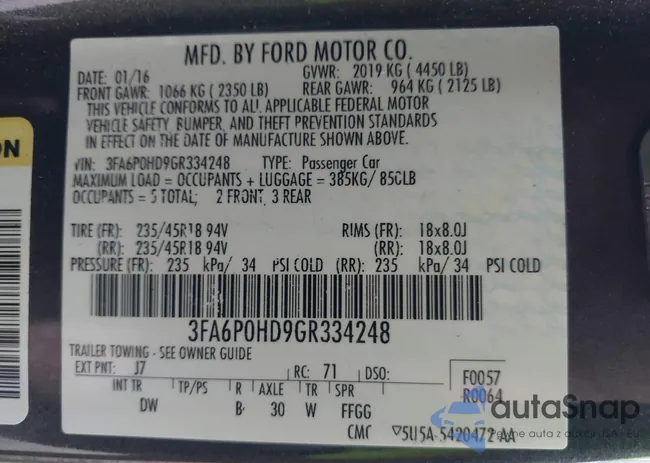 MFD. BY FORD MOTOR CO.
DATE: 01/16 GVWR: 2019 KG (4450 LB)
FRONT GAWR: 1066 KG (2350 LB) REAR GAWR: 964 KG (2125 LB)
THIS VEHICLE CONFORMS TO ALL APPLICABLE FEDERAL MOTOR
VEHICLE SAFETY, BUMPER, AND THEFT PREVENTION STANDARDS
IN EFFECT ON THE DATE OF MANUFACTURE SHOWN ABOVE.
VIN: 3FA6P0HD9GR334248 TYPE: Passenger Car
MAXIMUM LOAD = OCCUPANTS + LUGGAGE = 385KG/ 850LB
OCCUPANTS = 5 TOTAL; 2 FRONT, 3 REAR
TIRE (FR): 235/45R18 94V RIMS (FR): 18x8.0J
(RR): 235/45R18 94V (RR): 18x8.0J
PRESSURE (FR): 235 kPa/ 34 PSI COLD (RR): 235 kPa/ 34 PSI COLD
3FA6P0HD9GR334248
TRAILER TOWING - SEE OWNER GUIDE
EXT PNT: J7 RC: 71 DSO: F0057
R0064
INT TR TP/PS R AXLE TR SPR
DW B 30 W FFGG
CMC 5U5A-5420472-AA
ON
autoSnap